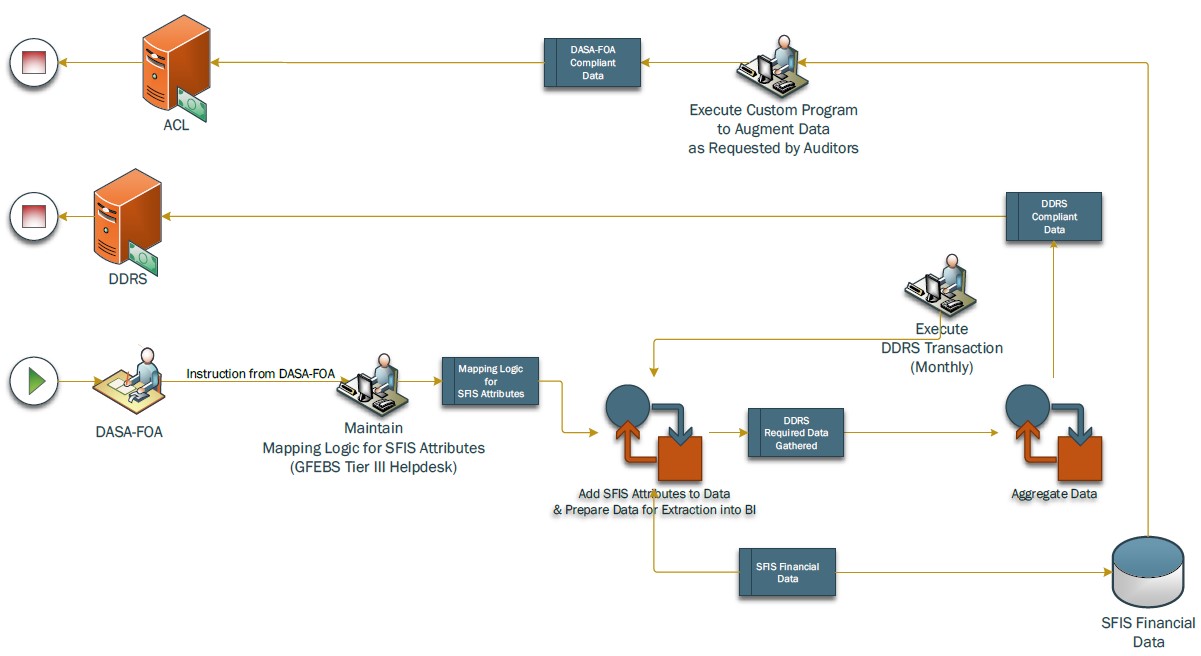 DASA-FOA
Compliant
Data
ACL
Execute Custom Program
to Augment Data
as Requested by Auditors
DDRS
Compliant
Data
DDRS
Execute
DDRS Transaction
(Monthly)
Instruction from DASA-FOA
Mapping Logic
for
SFIS Attributes
DASA-FOA
Maintain
Mapping Logic for SFIS Attributes
(GFEBS Tier III Helpdesk)
DDRS
Required Data
Gathered
Add SFIS Attributes to Data
& Prepare Data for Extraction into BI
Aggregate Data
SFIS Financial
Data
SFIS Financial
Data